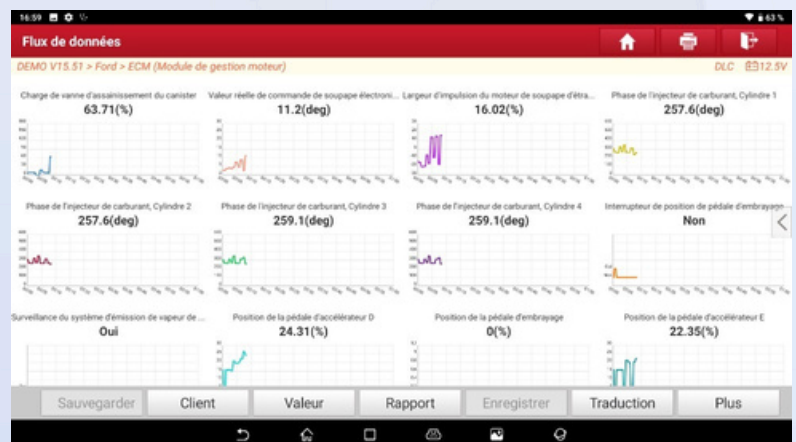 16:59
63 %
Flux de données
DEMO V15.51 > Ford > ECM (Module de gestion moteur)
DLC 12.5V
Charge de vanne d'assainissement du canister
63.71(%)
Valeur réelle de commande de soupape électroni...
11.2(deg)
Largeur d'impulsion du moteur de soupape d'étra...
16.02(%)
Phase de l'injecteur de carburant, Cylindre 1
257.6(deg)
Phase de l'injecteur de carburant, Cylindre 2
257.6(deg)
Phase de l'injecteur de carburant, Cylindre 3
259.1(deg)
Phase de l'injecteur de carburant, Cylindre 4
259.1(deg)
Interrupteur de position de pédale d'embrayage
Non
Surveillance du système d'émission de vapeur de ...
Oui
Position de la pédale d'accélérateur D
24.31(%)
Position de la pédale d'embrayage
0(%)
Position de la pédale d'accélérateur E
22.35(%)
Sauvegarder
Client
Valeur
Rapport
Enregistrer
Traduction
Plus